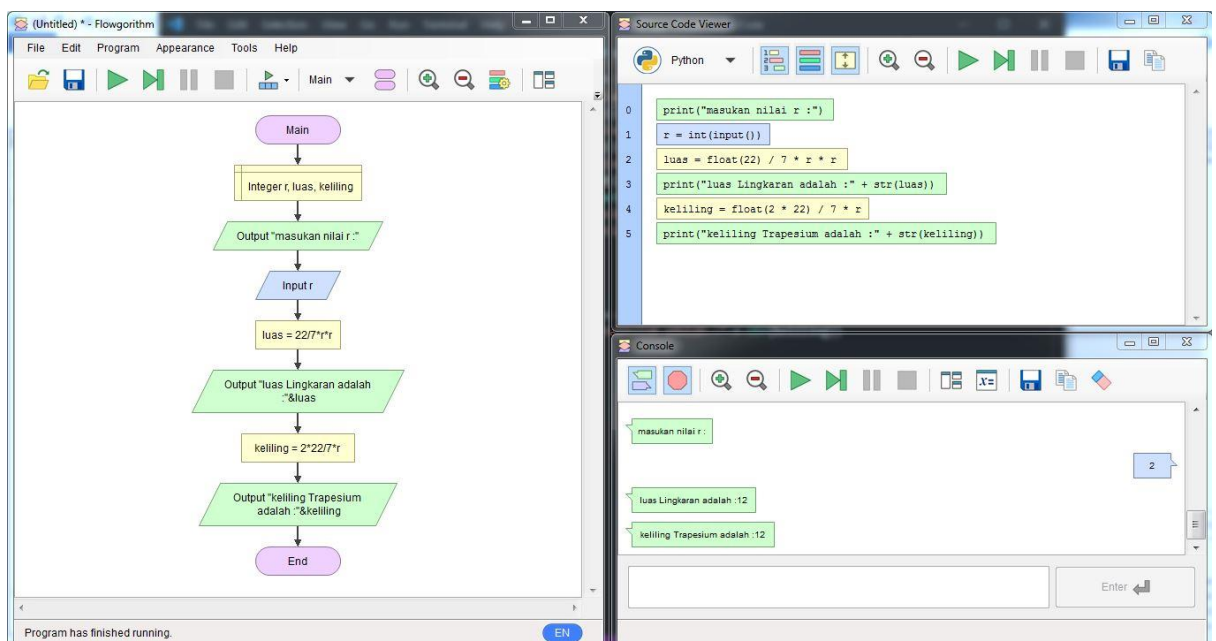 (Untitled) * - Flowgorithm
File Edit Program Appearance Tools Help
Main
Main
Integer r, luas, keliling
Output "masukan nilai r :"
Input r
luas = 22/7*r*r
Output "luas Lingkaran adalah
:"&luas
keliling = 2*22/7*r
Output "keliling Trapesium
adalah :"&keliling
End
Program has finished running.
EN
Source Code Viewer
Python
0 print("masukan nilai r :")
1 r = int(input())
2 luas = float(22) / 7 * r * r
3 print("luas Lingkaran adalah :" + str(luas))
4 keliling = float(2 * 22) / 7 * r
5 print("keliling Trapesium adalah :" + str(keliling))
Console
masukan nilai r :
2
luas Lingkaran adalah :12
keliling Trapesium adalah :12
Enter